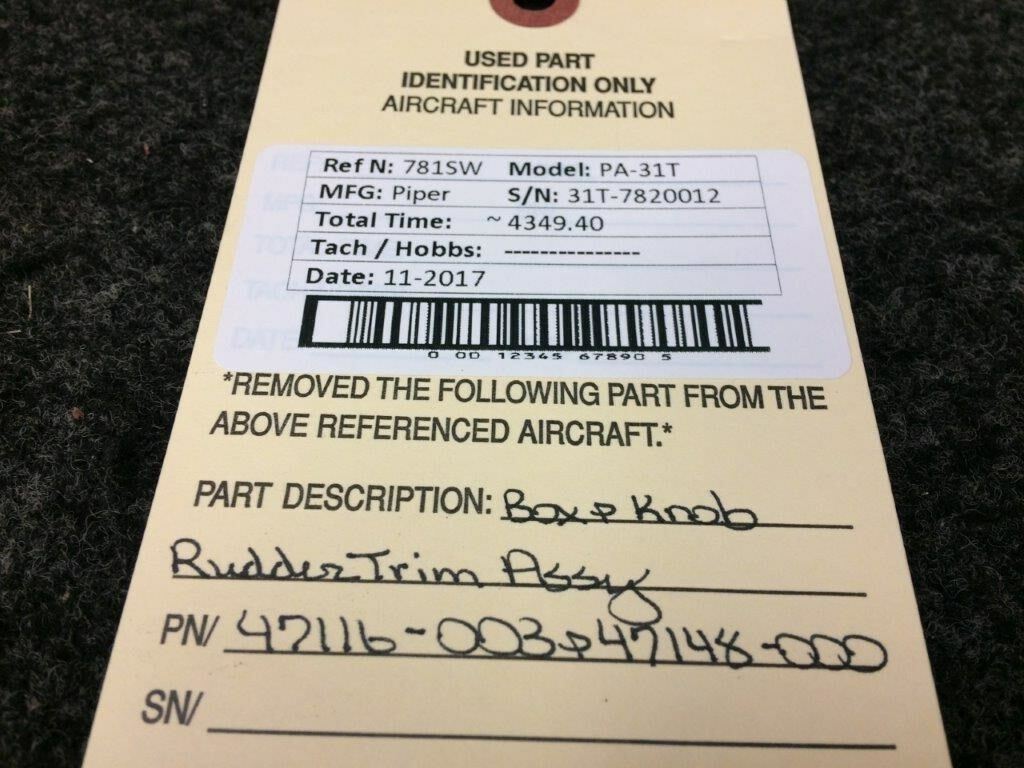 USED PART
IDENTIFICATION ONLY
AIRCRAFT INFORMATION
Ref N: 781SW Model: PA-31T
MFG: Piper S/N: 31T-7820012
Total Time: ~ 4349.40
Tach / Hobbs: ---------------
Date: 11-2017
0 00 12345 67890 5
*REMOVED THE FOLLOWING PART FROM THE
ABOVE REFERENCED AIRCRAFT.*
PART DESCRIPTION: Box & Knob
Rudder Trim Assy
PN/ 47116-003 & 47148-000
SN/